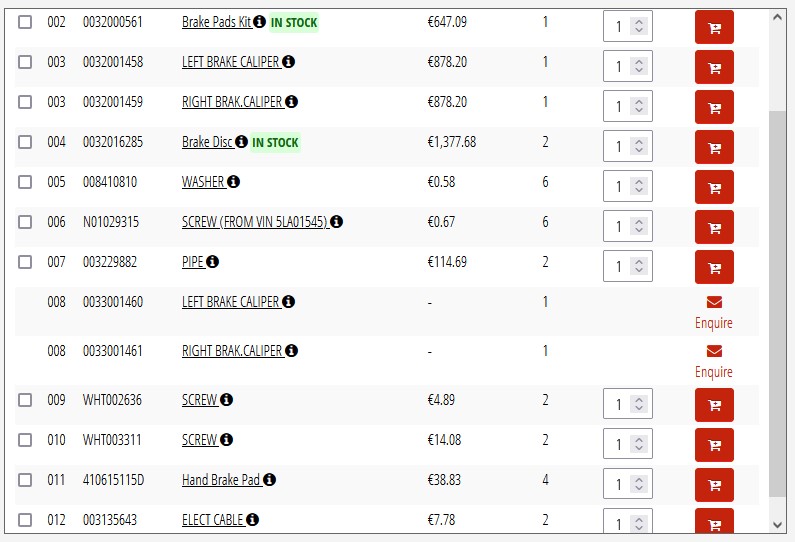 002 0032000561 Brake Pads Kit IN STOCK €647.09 1 1
003 0032001458 LEFT BRAKE CALIPER €878.20 1 1
003 0032001459 RIGHT BRAK.CALIPER €878.20 1 1
004 0032016285 Brake Disc IN STOCK €1,377.68 2 1
005 008410810 WASHER €0.58 6 1
006 N01029315 SCREW (FROM VIN 5LA01545) €0.67 6 1
007 003229882 PIPE €114.69 2 1
008 0033001460 LEFT BRAKE CALIPER - 1
Enquire
008 0033001461 RIGHT BRAK.CALIPER - 1
Enquire
009 WHT002636 SCREW €4.89 2 1
010 WHT003311 SCREW €14.08 2 1
011 410615115D Hand Brake Pad €38.83 4 1
012 003135643 ELECT CABLE €7.78 2 1